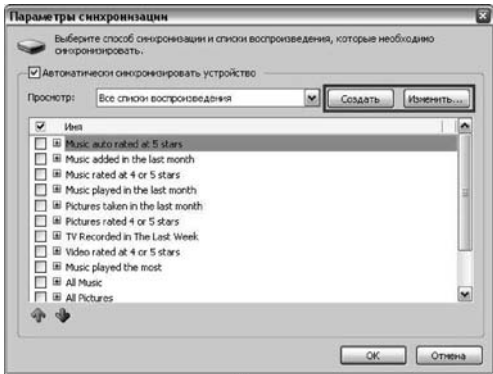 Параметры синхронизации
Выберите способ синхронизации и списки воспроизведения, которые необходимо
синхронизировать.
Автоматически синхронизировать устройство
Просмотр: Все списки воспроизведения Создать Изменить...
Имя
Music auto rated at 5 stars
Music added in the last month
Music rated at 4 or 5 stars
Music played in the last month
Pictures taken in the last month
Pictures rated 4 or 5 stars
TV Recorded in The Last Week
Video rated at 4 or 5 stars
Music played the most
All Music
All Pictures
OK Отмена